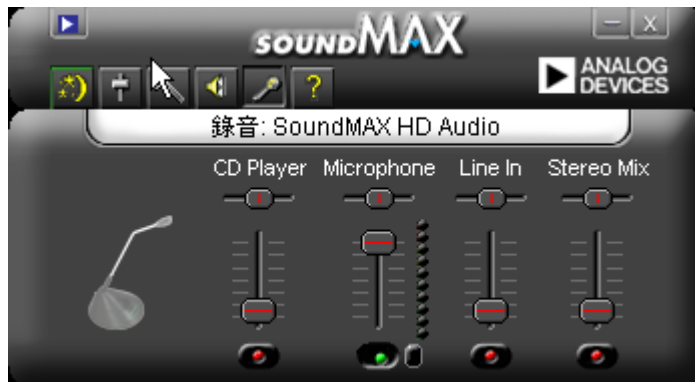 SOUNDMAX
ANALOG
DEVICES
?
錄音: SoundMAX HD Audio
CD Player Microphone Line In Stereo Mix